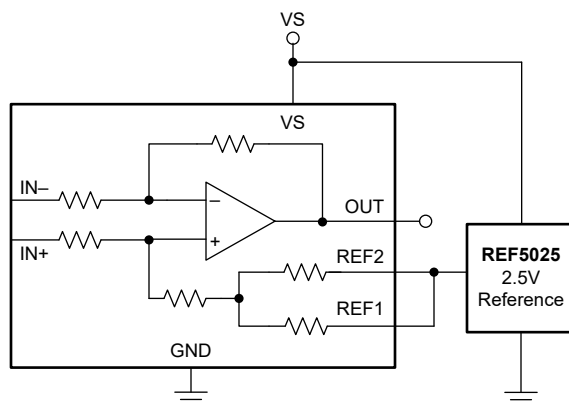 VS
VS
IN–
–
OUT
IN+
+
REF2
REF1
REF5025
2.5V
Reference
GND